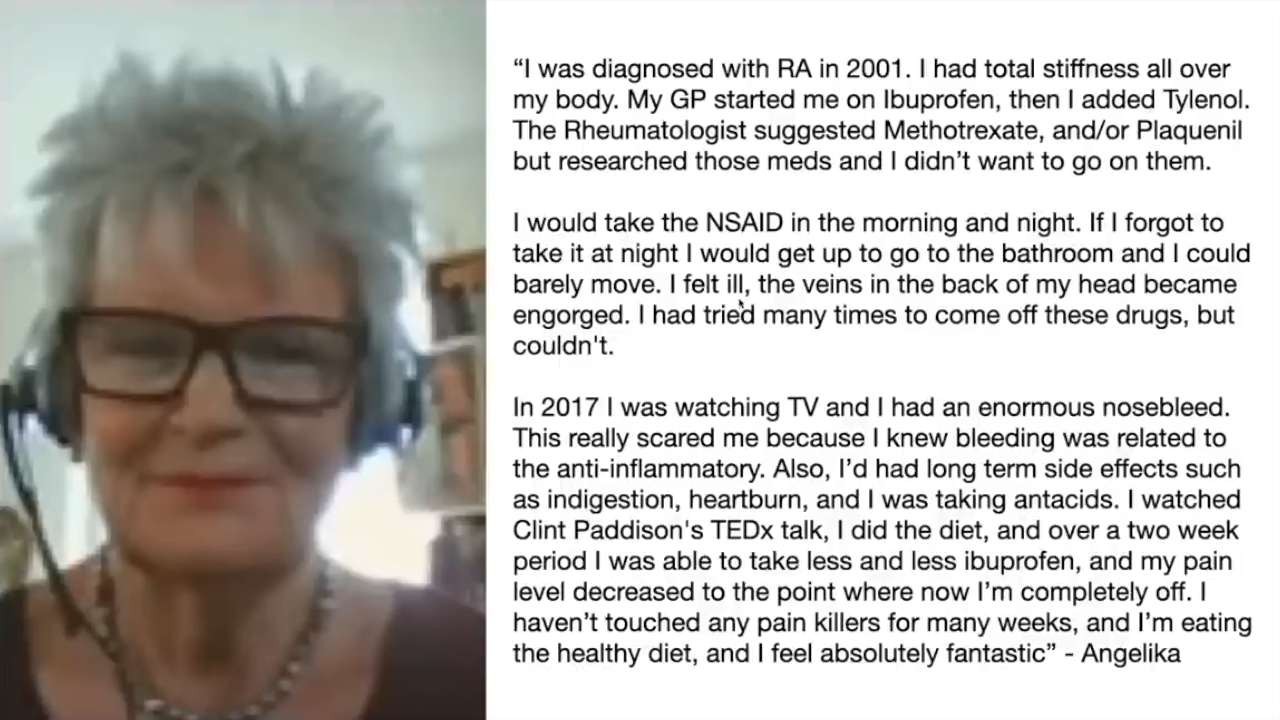 “I was diagnosed with RA in 2001. I had total stiffness all over
my body. My GP started me on Ibuprofen, then I added Tylenol.
The Rheumatologist suggested Methotrexate, and/or Plaquenil
but researched those meds and I didn’t want to go on them.
I would take the NSAID in the morning and night. If I forgot to
take it at night I would get up to go to the bathroom and I could
barely move. I felt ill, the veins in the back of my head became
engorged. I had tried many times to come off these drugs, but
couldn't.
In 2017 I was watching TV and I had an enormous nosebleed.
This really scared me because I knew bleeding was related to
the anti-inflammatory. Also, I’d had long term side effects such
as indigestion, heartburn, and I was taking antacids. I watched
Clint Paddison's TEDx talk, I did the diet, and over a two week
period I was able to take less and less ibuprofen, and my pain
level decreased to the point where now I’m completely off. I
haven’t touched any pain killers for many weeks, and I’m eating
the healthy diet, and I feel absolutely fantastic” - Angelika